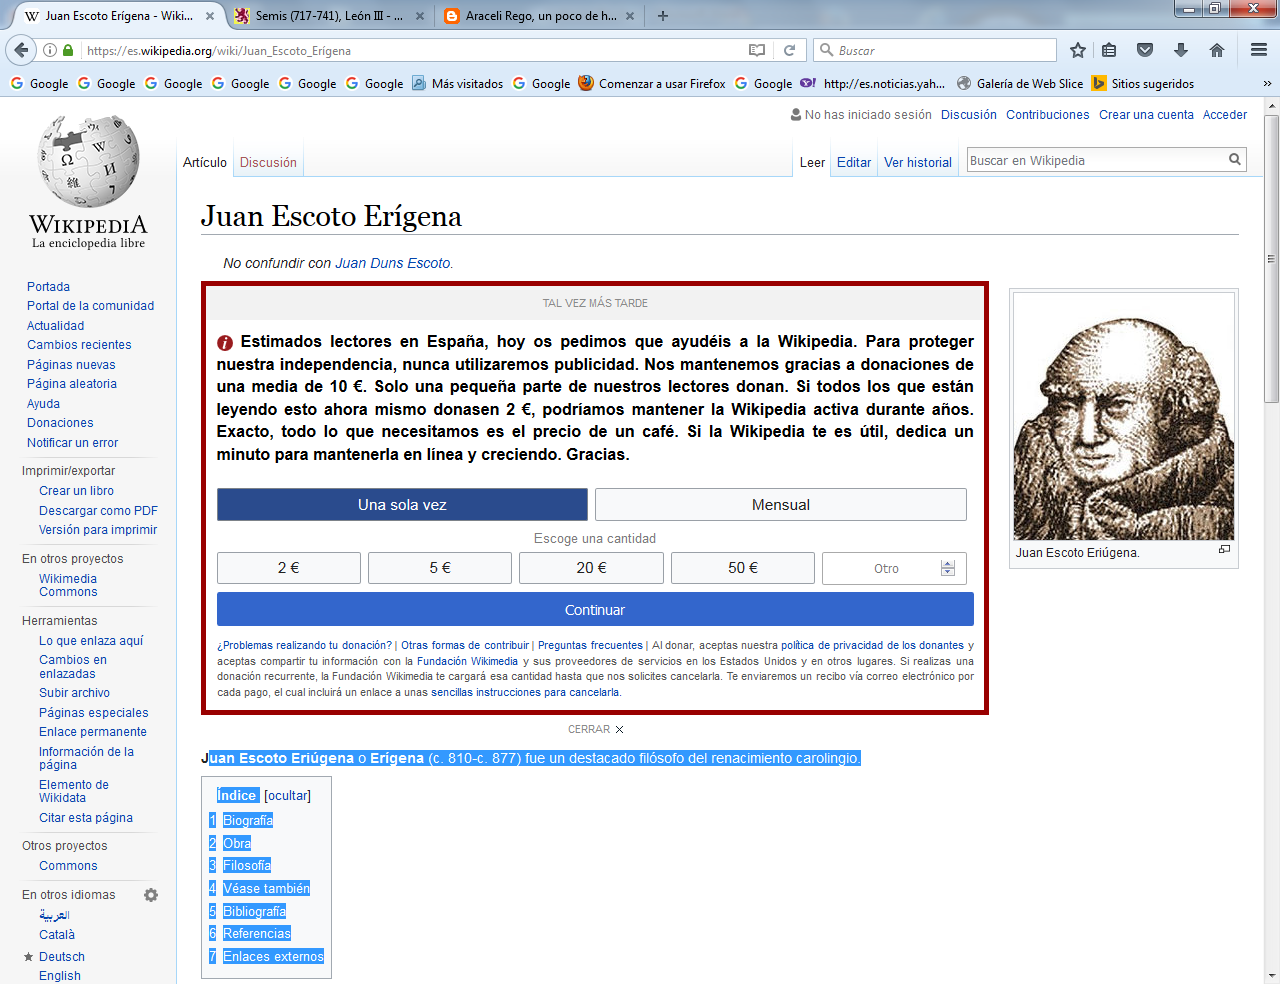 Juan Escoto Erígena - Wiki...
Semis (717-741), León III - ...
Araceli Rego, un poco de h...
https://es.wikipedia.org/wiki/Juan_Escoto_Erígena
Buscar
Google
Google
Google
Google
Google
Google
Más visitados
Google
Comenzar a usar Firefox
Google
http://es.noticias.yah...
Galería de Web Slice
Sitios sugeridos
No has iniciado sesión
Discusión
Contribuciones
Crear una cuenta
Acceder
WIKIPEDIA
La enciclopedia libre
Artículo
Discusión
Leer
Editar
Ver historial
Buscar en Wikipedia
Portada
Portal de la comunidad
Actualidad
Cambios recientes
Páginas nuevas
Página aleatoria
Ayuda
Donaciones
Notificar un error
Imprimir/exportar
Crear un libro
Descargar como PDF
Versión para imprimir
En otros proyectos
Wikimedia
Commons
Herramientas
Lo que enlaza aquí
Cambios en
enlazadas
Subir archivo
Páginas especiales
Enlace permanente
Información de la
página
Elemento de
Wikidata
Citar esta página
Otros proyectos
Commons
En otros idiomas
العربية
Català
Deutsch
English
Juan Escoto Erígena
No confundir con Juan Duns Escoto.
TAL VEZ MÁS TARDE
Estimados lectores en España, hoy os pedimos que ayudéis a la Wikipedia. Para proteger
nuestra independencia, nunca utilizaremos publicidad. Nos mantenemos gracias a donaciones de
una media de 10 €. Solo una pequeña parte de nuestros lectores donan. Si todos los que están
leyendo esto ahora mismo donasen 2 €, podríamos mantener la Wikipedia activa durante años.
Exacto, todo lo que necesitamos es el precio de un café. Si la Wikipedia te es útil, dedica un
minuto para mantenerla en línea y creciendo. Gracias.
Una sola vez
Mensual
Escoge una cantidad
2 €
5 €
20 €
50 €
Otro
Continuar
¿Problemas realizando tu donación? | Otras formas de contribuir | Preguntas frecuentes | Al donar, aceptas nuestra política de privacidad de los donantes y
aceptas compartir tu información con la Fundación Wikimedia y sus proveedores de servicios en los Estados Unidos y en otros lugares. Si realizas una
donación recurrente, la Fundación Wikimedia te cargará esa cantidad hasta que nos solicites cancelarla. Te enviaremos un recibo vía correo electrónico por
cada pago, el cual incluirá un enlace a unas sencillas instrucciones para cancelarla.
CERRAR
Juan Escoto Eriúgena.
Juan Escoto Eriúgena o Erígena (c. 810-c. 877) fue un destacado filósofo del renacimiento carolingio.
Índice [ocultar]
1 Biografía
2 Obra
3 Filosofía
4 Véase también
5 Bibliografía
6 Referencias
7 Enlaces externos